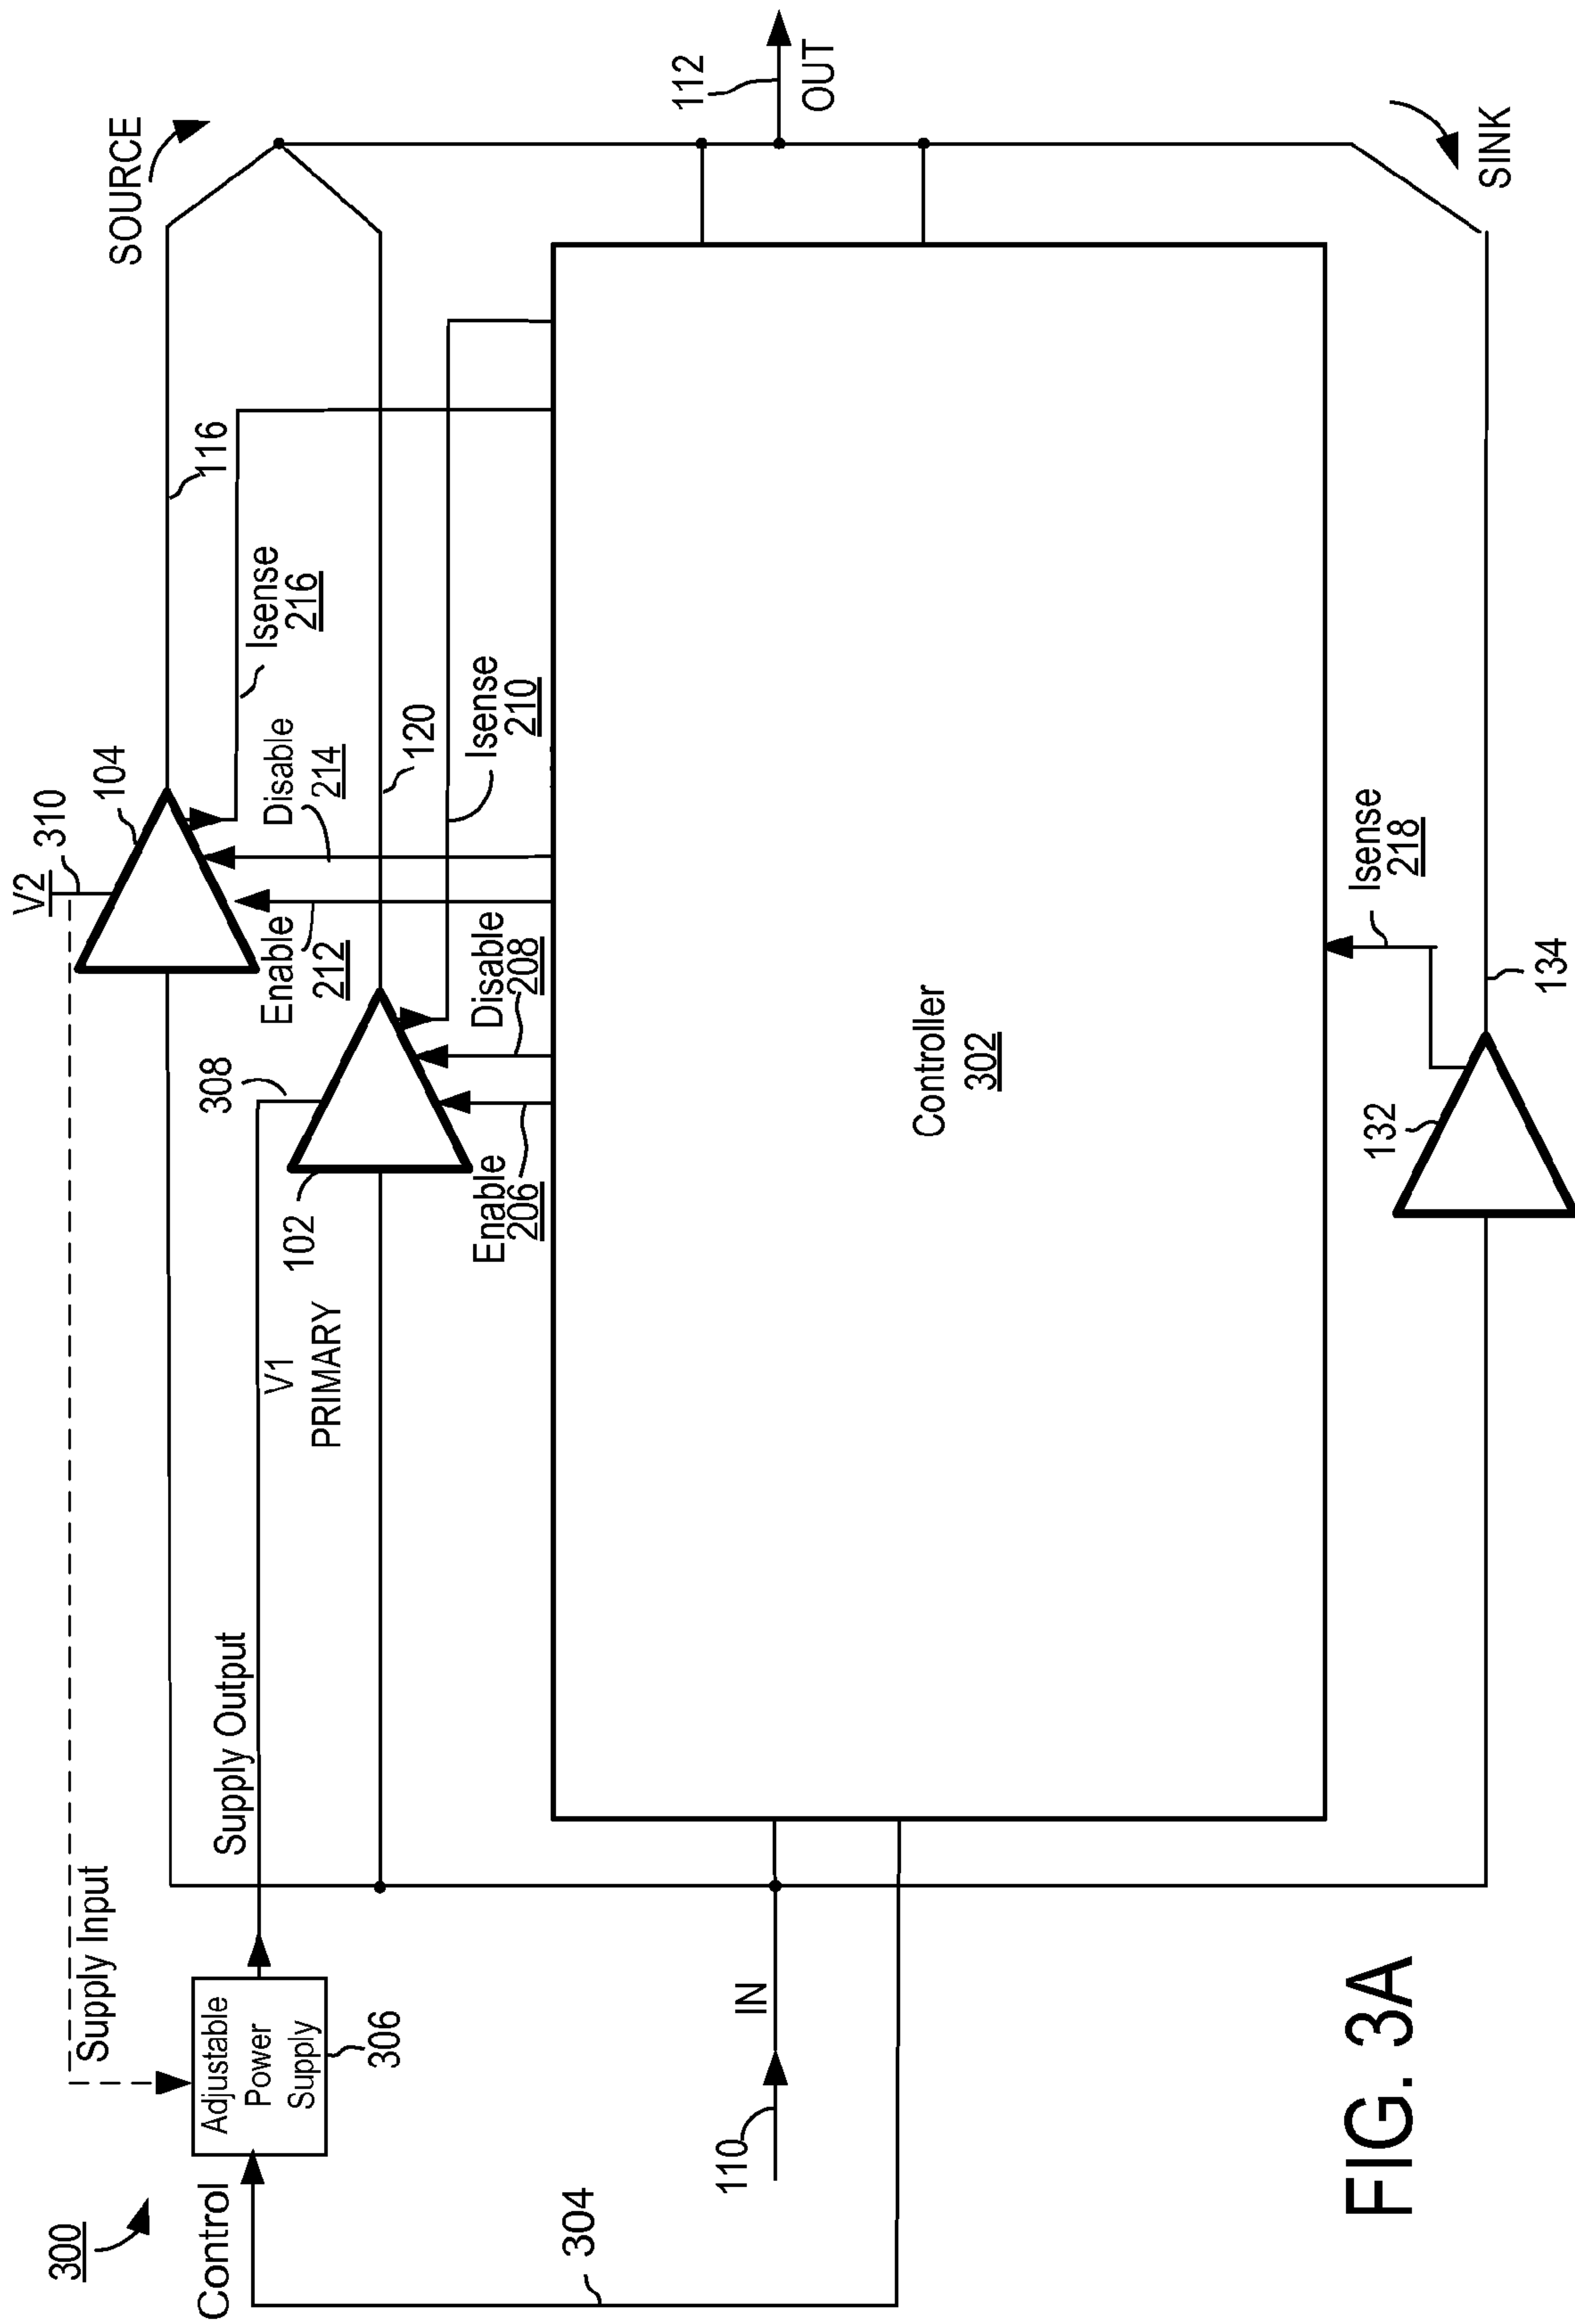 300
Control
304
Adjustable
Power
Supply
306
Supply Input
Supply Output
V1
PRIMARY
308
102
V2
310
104
Enable
212
Disable
214
Isense
216
116
Enable
206
Disable
208
Isense
210
120
SOURCE
110
IN
Controller
302
112
OUT
132
Isense
218
134
SINK
FIG. 3A